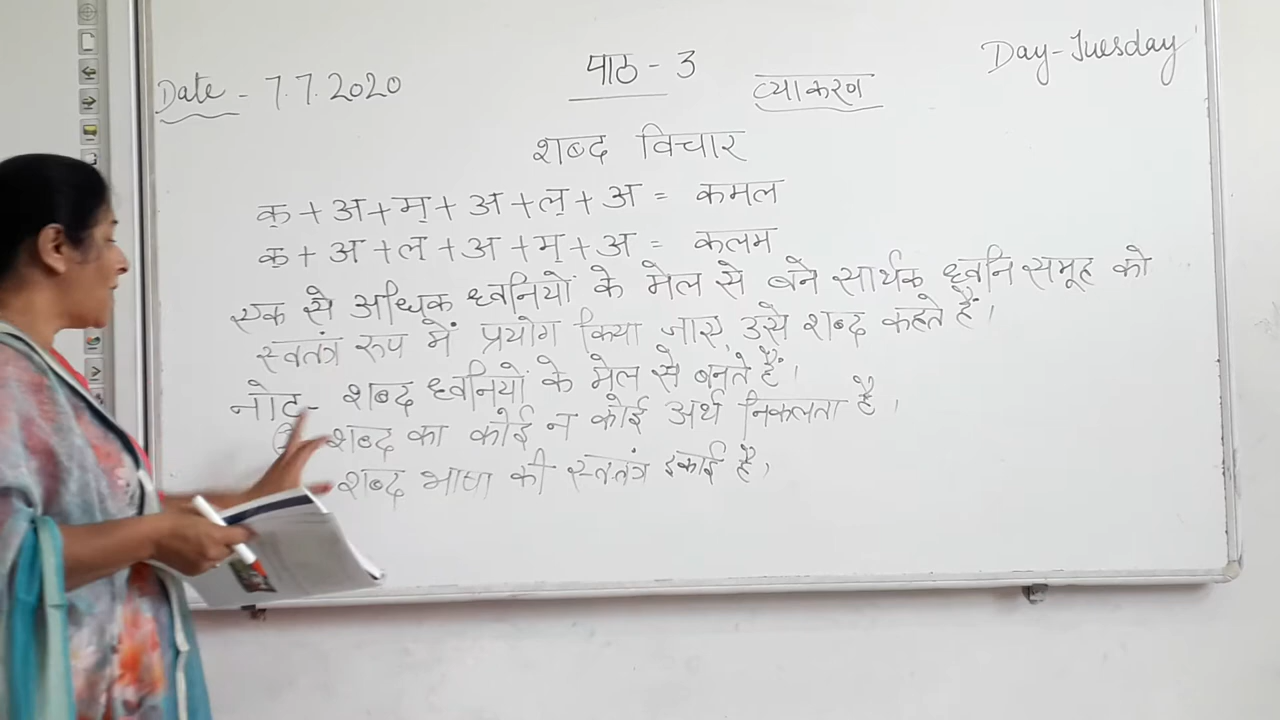 Date - 7.7.2020 पाठ - 3 व्याकरण Day-Tuesday
शब्द विचार
क् + अ + म् + अ + ल् + अ = कमल
क् + अ + ल् + अ + म् + अ = कलम
एक से अधिक ध्वनियों के मेल से बने सार्थक ध्वनि समूह को
स्वतंत्र रूप में प्रयोग किया जाए, उसे शब्द कहते हैं।
नोट- शब्द ध्वनियों के मेल से बनते हैं।
शब्द का कोई न कोई अर्थ निकलता है।
शब्द भाषा की स्वतंत्र इकाई है।